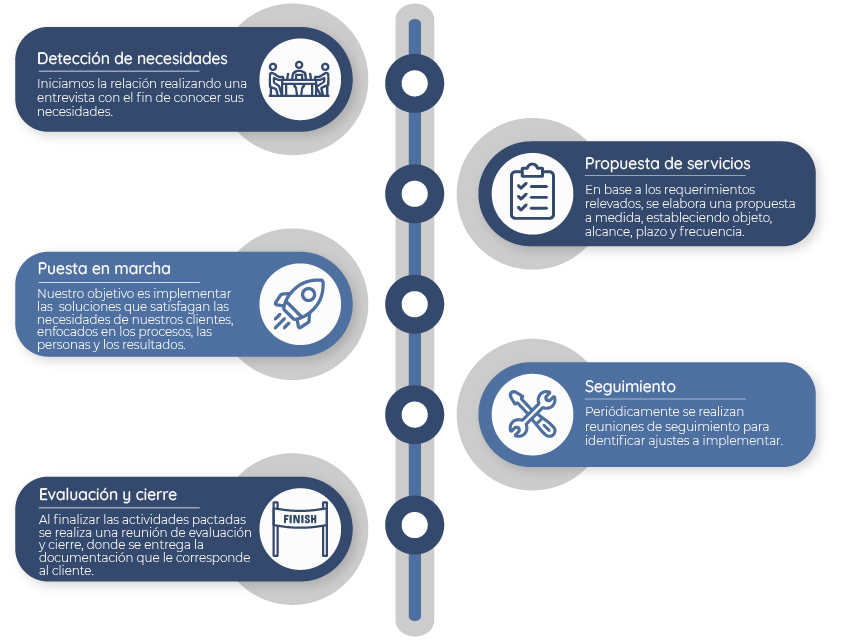 Detección de necesidades
Iniciamos la relación realizando una
entrevista con el fin de conocer sus
necesidades.
Propuesta de servicios
En base a los requerimientos
relevados, se elabora una propuesta
a medida, estableciendo objeto,
alcance, plazo y frecuencia.
Puesta en marcha
Nuestro objetivo es implementar
las soluciones que satisfagan las
necesidades de nuestros clientes,
enfocados en los procesos, las
personas y los resultados.
Seguimiento
Periódicamente se realizan
reuniones de seguimiento para
identificar ajustes a implementar.
Evaluación y cierre
Al finalizar las actividades pactadas
se realiza una reunión de evaluación
y cierre, donde se entrega la
documentación que le corresponde
al cliente.
FINISH